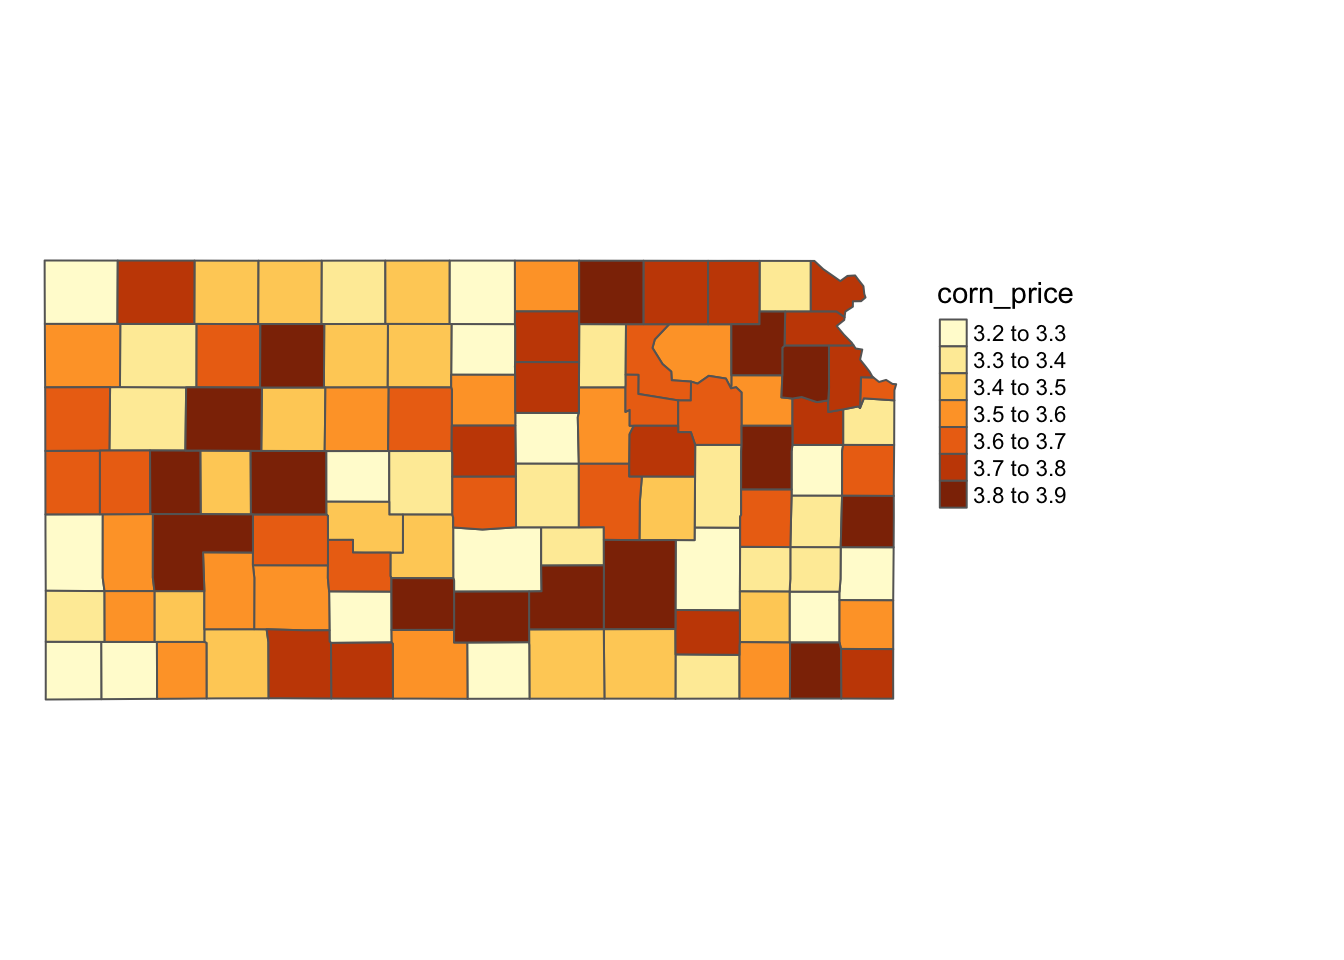 corn_price
3.2 to 3.3
3.3 to 3.4
3.4 to 3.5
3.5 to 3.6
3.6 to 3.7
3.7 to 3.8
3.8 to 3.9